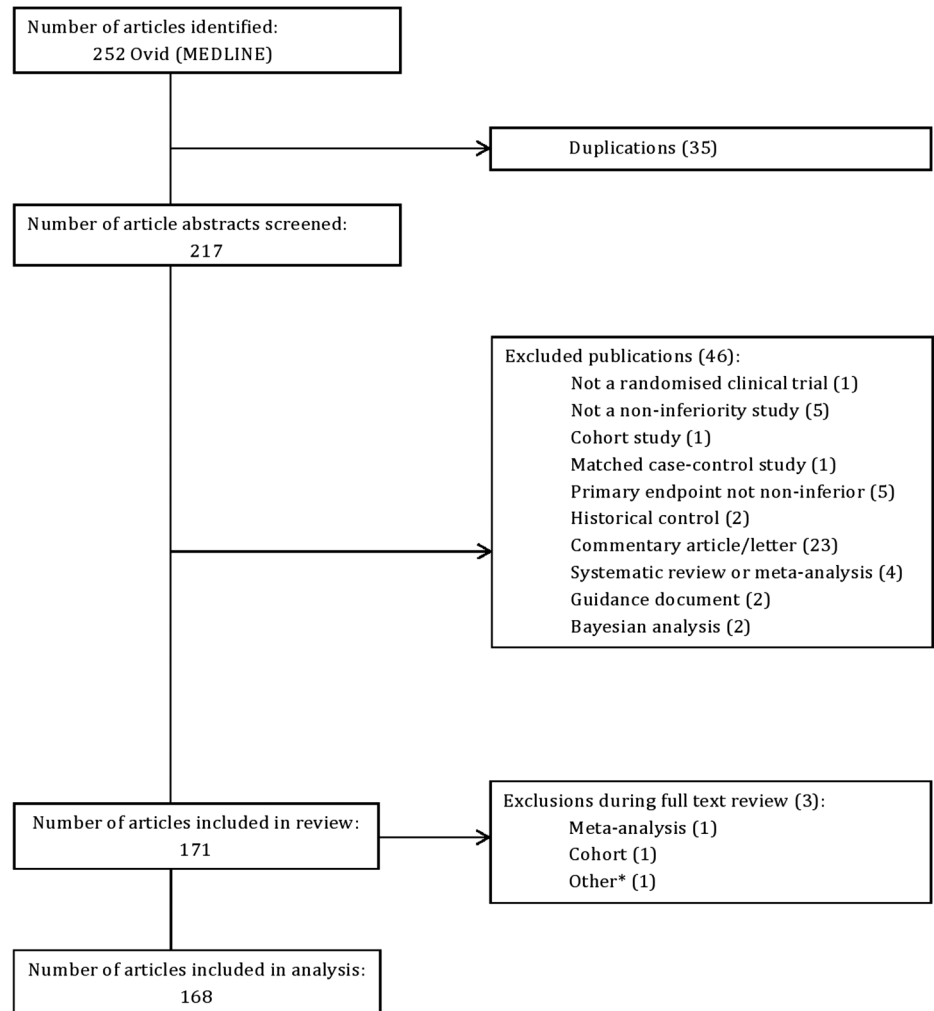 Number of articles identified:
252 Ovid (MEDLINE)
Duplications (35)
Number of article abstracts screened:
217
Excluded publications (46):
Not a randomised clinical trial (1)
Not a non-inferiority study (5)
Cohort study (1)
Matched case-control study (1)
Primary endpoint not non-inferior (5)
Historical control (2)
Commentary article/letter (23)
Systematic review or meta-analysis (4)
Guidance document (2)
Bayesian analysis (2)
Number of articles included in review:
171
Exclusions during full text review (3):
Meta-analysis (1)
Cohort (1)
Other* (1)
Number of articles included in analysis:
168